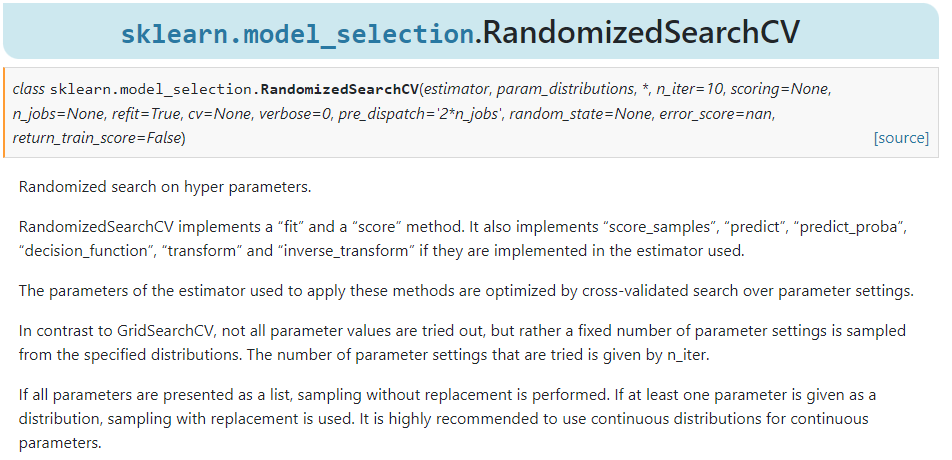 sklearn.model_selection.RandomizedSearchCV
class sklearn.model_selection.RandomizedSearchCV(estimator, param_distributions, *, n_iter=10, scoring=None,
n_jobs=None, refit=True, cv=None, verbose=0, pre_dispatch='2*n_jobs', random_state=None, error_score=nan,
return_train_score=False) [source]
Randomized search on hyper parameters.
RandomizedSearchCV implements a “fit” and a “score” method. It also implements “score_samples”, “predict”, “predict_proba”,
“decision_function”, “transform” and “inverse_transform” if they are implemented in the estimator used.
The parameters of the estimator used to apply these methods are optimized by cross-validated search over parameter settings.
In contrast to GridSearchCV, not all parameter values are tried out, but rather a fixed number of parameter settings is sampled
from the specified distributions. The number of parameter settings that are tried is given by n_iter.
If all parameters are presented as a list, sampling without replacement is performed. If at least one parameter is given as a
distribution, sampling with replacement is used. It is highly recommended to use continuous distributions for continuous
parameters.